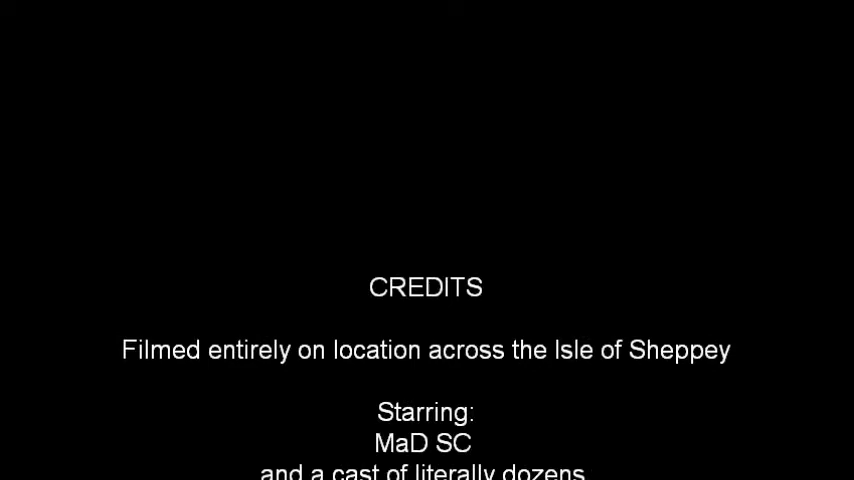 CREDITS
Filmed entirely on location across the Isle of Sheppey
Starring:
MaD SC
and a cast of literally dozens